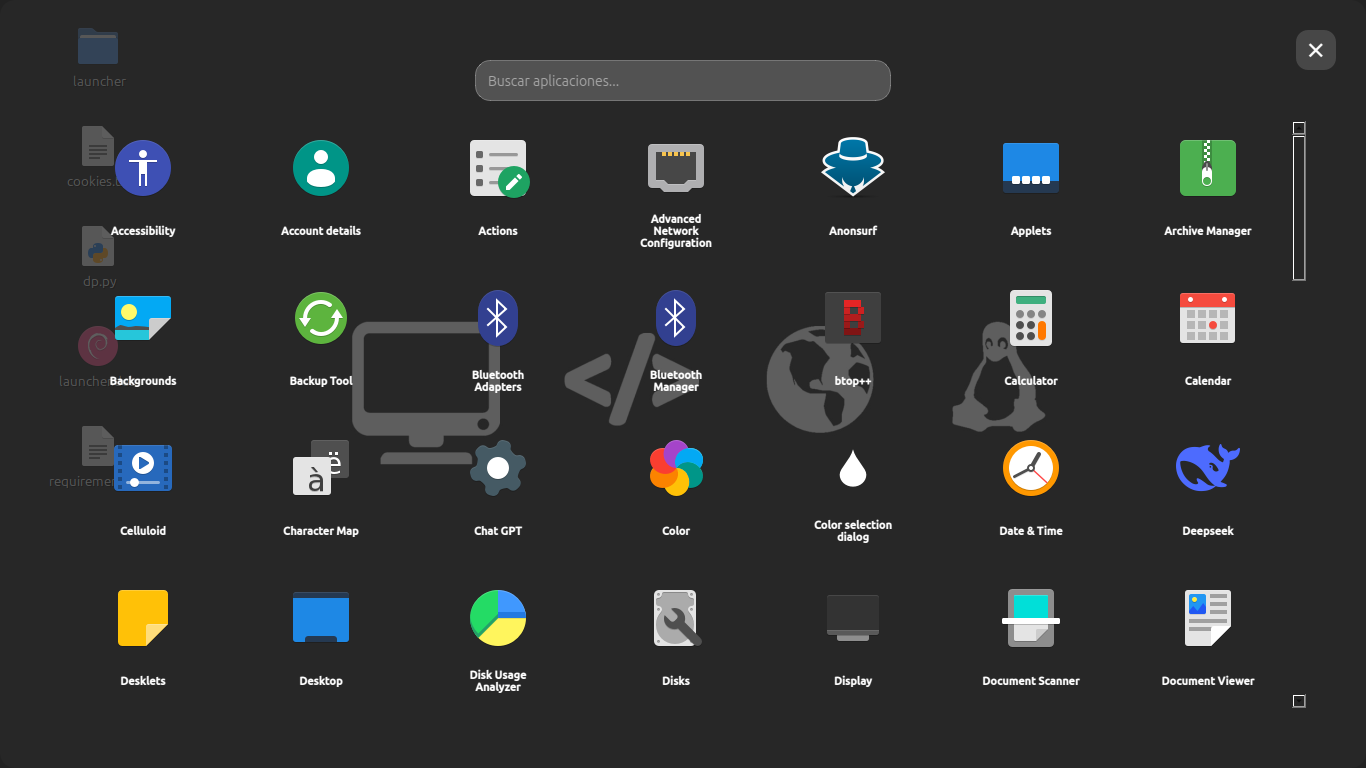 launcher
Buscar aplicaciones...
cookies.t
dp.py
launcher
requireme
Accessibility
Account details
Actions
Advanced
Network
Configuration
Anonsurf
Applets
Archive Manager
Backgrounds
Backup Tool
Bluetooth
Adapters
Bluetooth
Manager
btop++
Calculator
Calendar
Celluloid
Character Map
Chat GPT
Color
Color selection
dialog
Date & Time
Deepseek
Desklets
Desktop
Disk Usage
Analyzer
Disks
Display
Document Scanner
Document Viewer